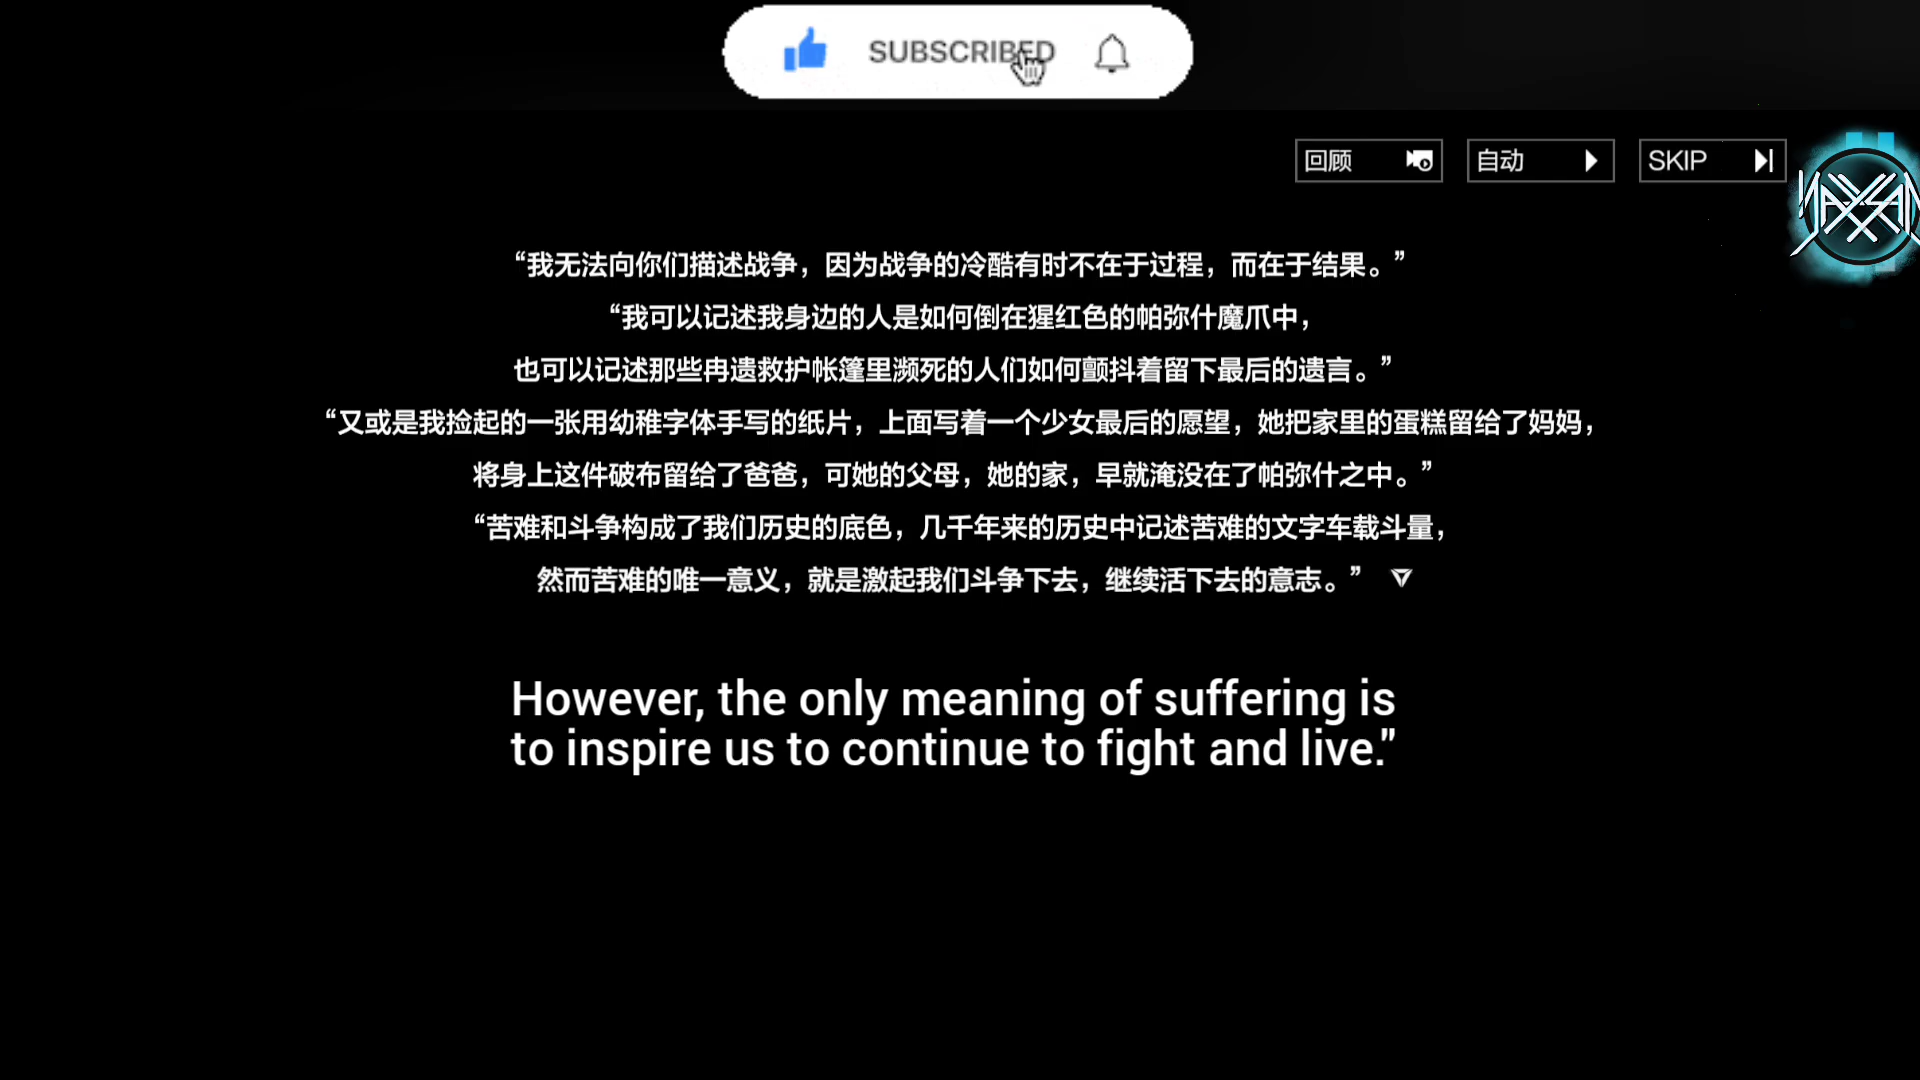 SUBSCRIBED
回顾
自动
SKIP
“我无法向你们描述战争，因为战争的冷酷有时不在于过程，而在于结果。”
“我可以记述我身边的人是如何倒在猩红色的帕弥什魔爪中，
也可以记述那些冉遗救护帐篷里濒死的人们如何颤抖着留下最后的遗言。”
“又或是我捡起的一张用幼稚字体手写的纸片，上面写着一个少女最后的愿望，她把家里的蛋糕留给了妈妈，
将身上这件破布留给了爸爸，可她的父母，她的家，早就淹没在了帕弥什之中。”
“苦难和斗争构成了我们历史的底色，几千年来的历史中记述苦难的文字车载斗量，
然而苦难的唯一意义，就是激起我们斗争下去，继续活下去的意志。”
However, the only meaning of suffering is
to inspire us to continue to fight and live."